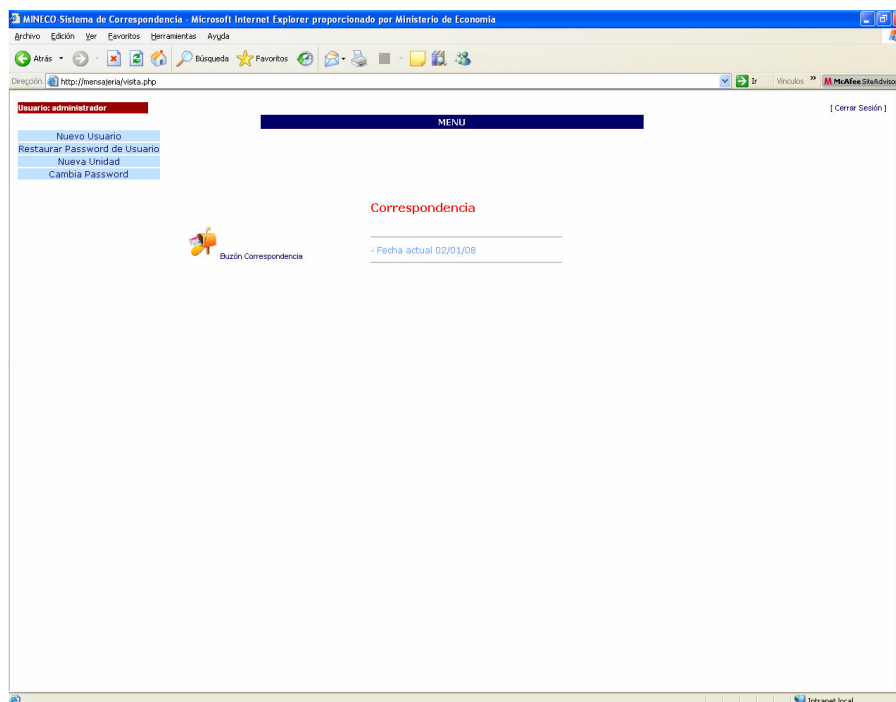 MINECO-Sistema de Correspondencia - Microsoft Internet Explorer proporcionado por Ministerio de Economia
Archivo Edición Ver Favoritos Herramientas Ayuda
Atrás Búsqueda Favoritos
Dirección http://mensajeria/visita.php Ir Vínculos » McAfee SiteAdvisor
Usuario: administrador [ Cerrar Sesión ]
MENU
Nuevo Usuario
Restaurar Password de Usuario
Nueva Unidad
Cambia Password
Correspondencia
Buzón Correspondencia
- Fecha actual 02/01/08
Intranet local